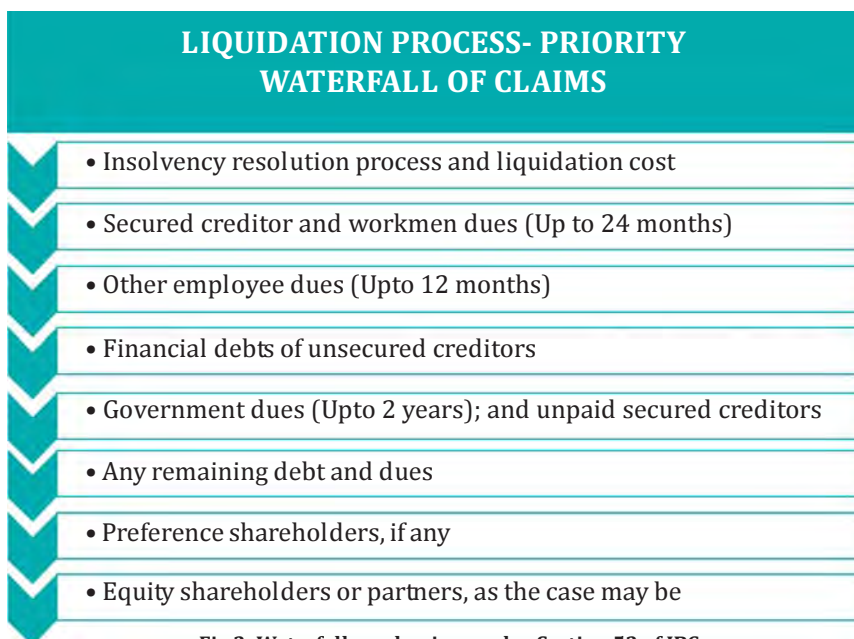 LIQUIDATION PROCESS- PRIORITY
WATERFALL OF CLAIMS
• Insolvency resolution process and liquidation cost
• Secured creditor and workmen dues (Up to 24 months)
• Other employee dues (Upto 12 months)
• Financial debts of unsecured creditors
• Government dues (Upto 2 years); and unpaid secured creditors
• Any remaining debt and dues
• Preference shareholders, if any
• Equity shareholders or partners, as the case may be